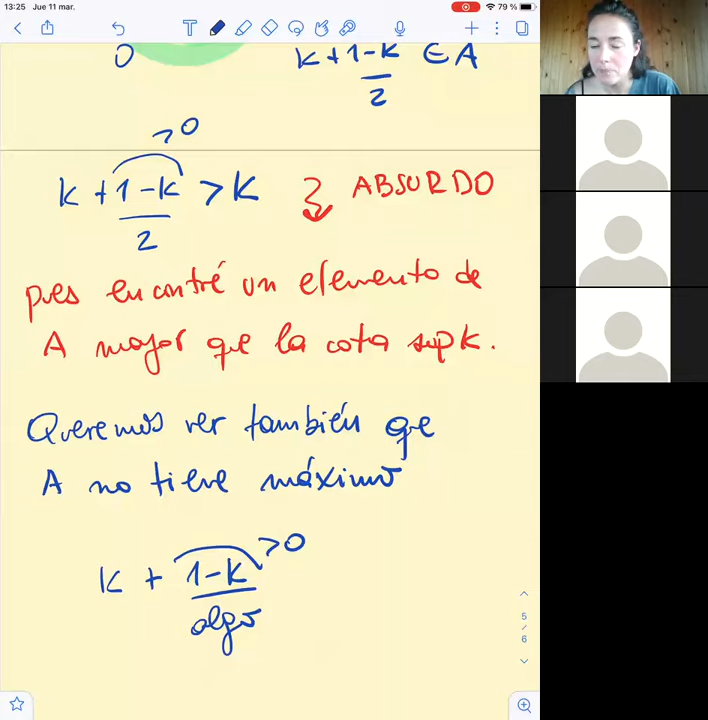 13:25 Jue 11 mar.
79 %
T
0
k + 1-k ∈ A
2
>0
k + 1-k > k ABSURDO
2
pues encontré un elemento de
A mayor que la cota sup k.
Queremos ver también que
A no tiene máximo
>0
k + 1-k
algo
5
/
6